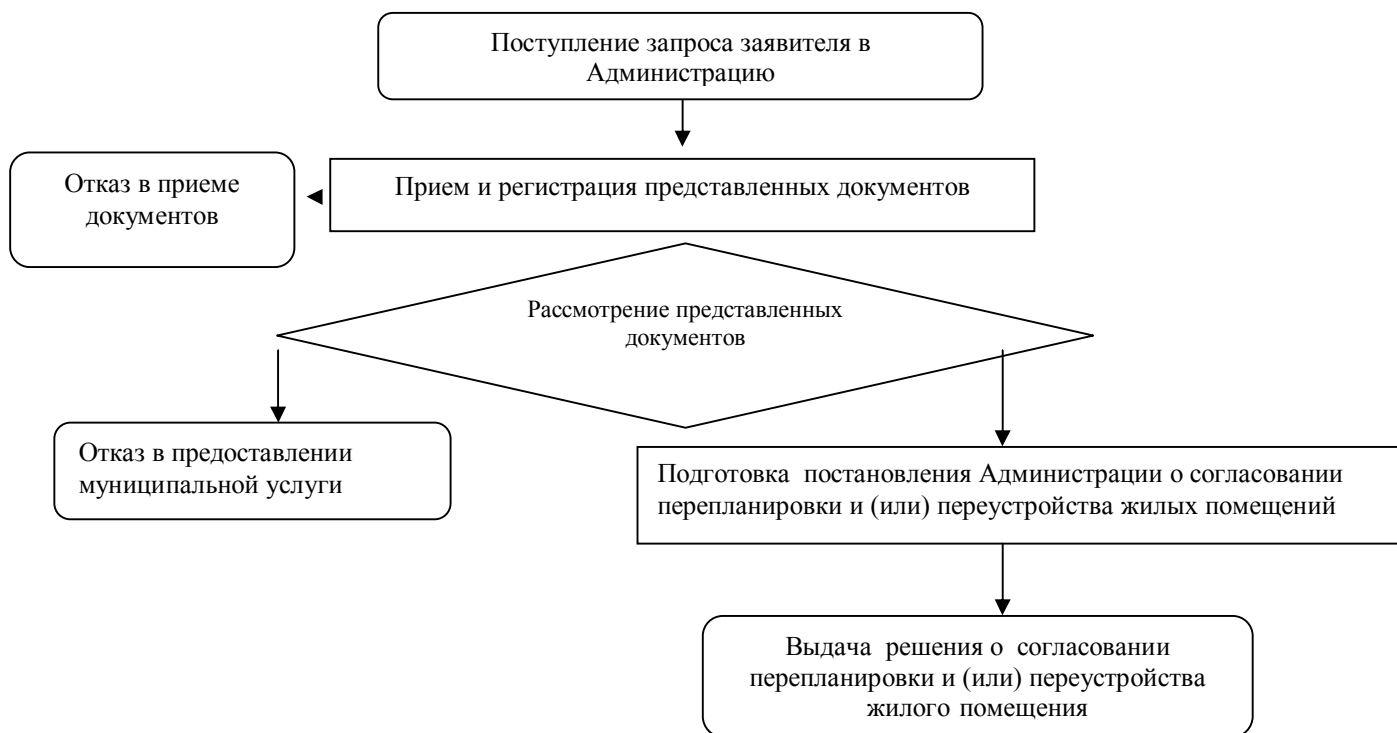 Поступление запроса заявителя в
Администрацию
Отказ в приеме
документов
Прием и регистрация представленных документов
Рассмотрение представленных
документов
Отказ в предоставлении
муниципальной услуги
Подготовка постановления Администрации о согласовании
перепланировки и (или) переустройства жилых помещений
Выдача решения о согласовании
перепланировки и (или) переустройства
жилого помещения